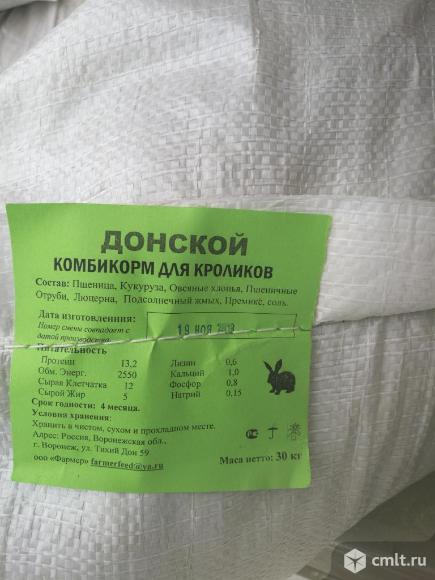 ДОНСКОЙ
КОМБИКОРМ ДЛЯ КРОЛИКОВ
Состав: Пшеница, Кукуруза, Овсяные хлопья, Пшеничные
Отруби, Люцерна, Подсолнечный жмых, Премикс, соль.
Дата изготовления:
19 НОЯ
Номер смены совпадает с
датой производства
Питательность
Протеин 13,2 Лизин 0,6
Обм. Энерг. 2550 Кальций 1,0
Сырая Клетчатка 12 Фосфор 0,8
Сырой Жир 5 Натрий 0,15
Срок годности: 4 месяца.
Условия хранения:
Хранить в чистом, сухом и прохладном месте.
Адрес: Россия, Воронежская обл.,
г. Воронеж, ул. Тихий Дон 59
ООО «Фармер» farmerfeed@ya.ru
Маса нетто: 30 кг
cmlt.ru